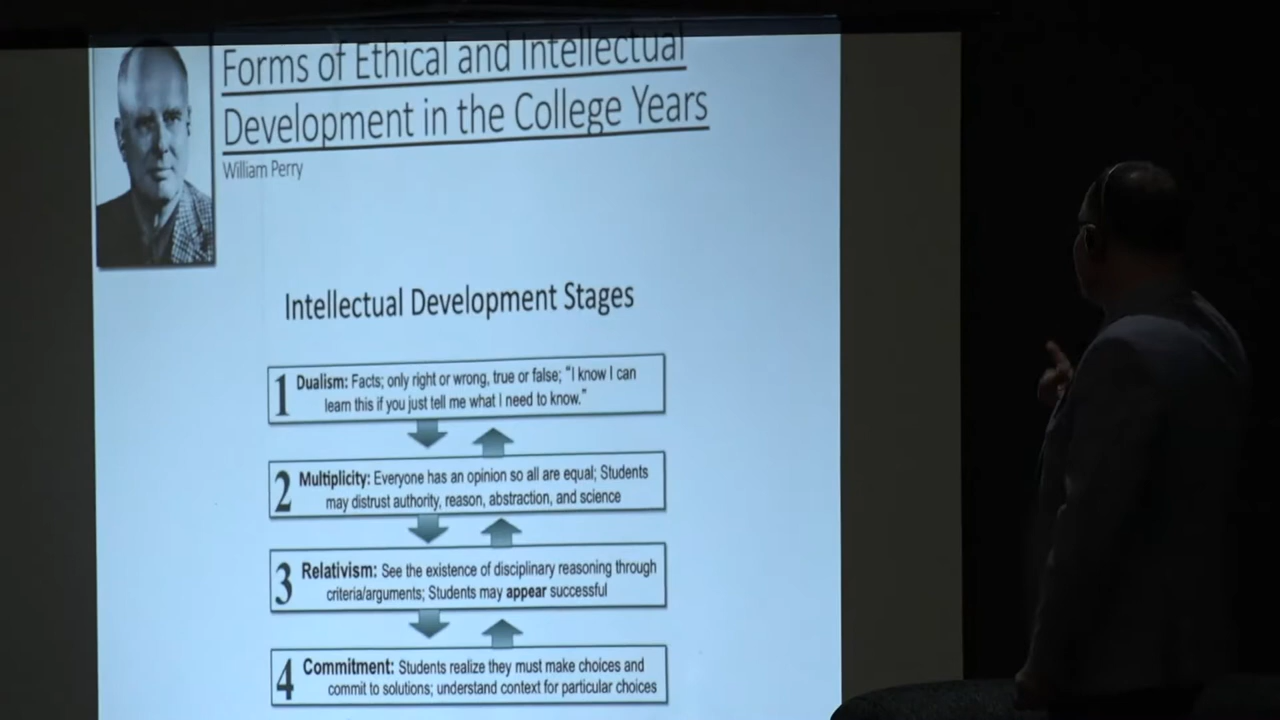 Forms of Ethical and Intellectual
Development in the College Years
William Perry
Intellectual Development Stages
1 Dualism: Facts; only right or wrong, true or false; “I know I can
learn this if you just tell me what I need to know.”
2 Multiplicity: Everyone has an opinion so all are equal; Students
may distrust authority, reason, abstraction, and science
3 Relativism: See the existence of disciplinary reasoning through
criteria/arguments; Students may appear successful
4 Commitment: Students realize they must make choices and
commit to solutions; understand context for particular choices